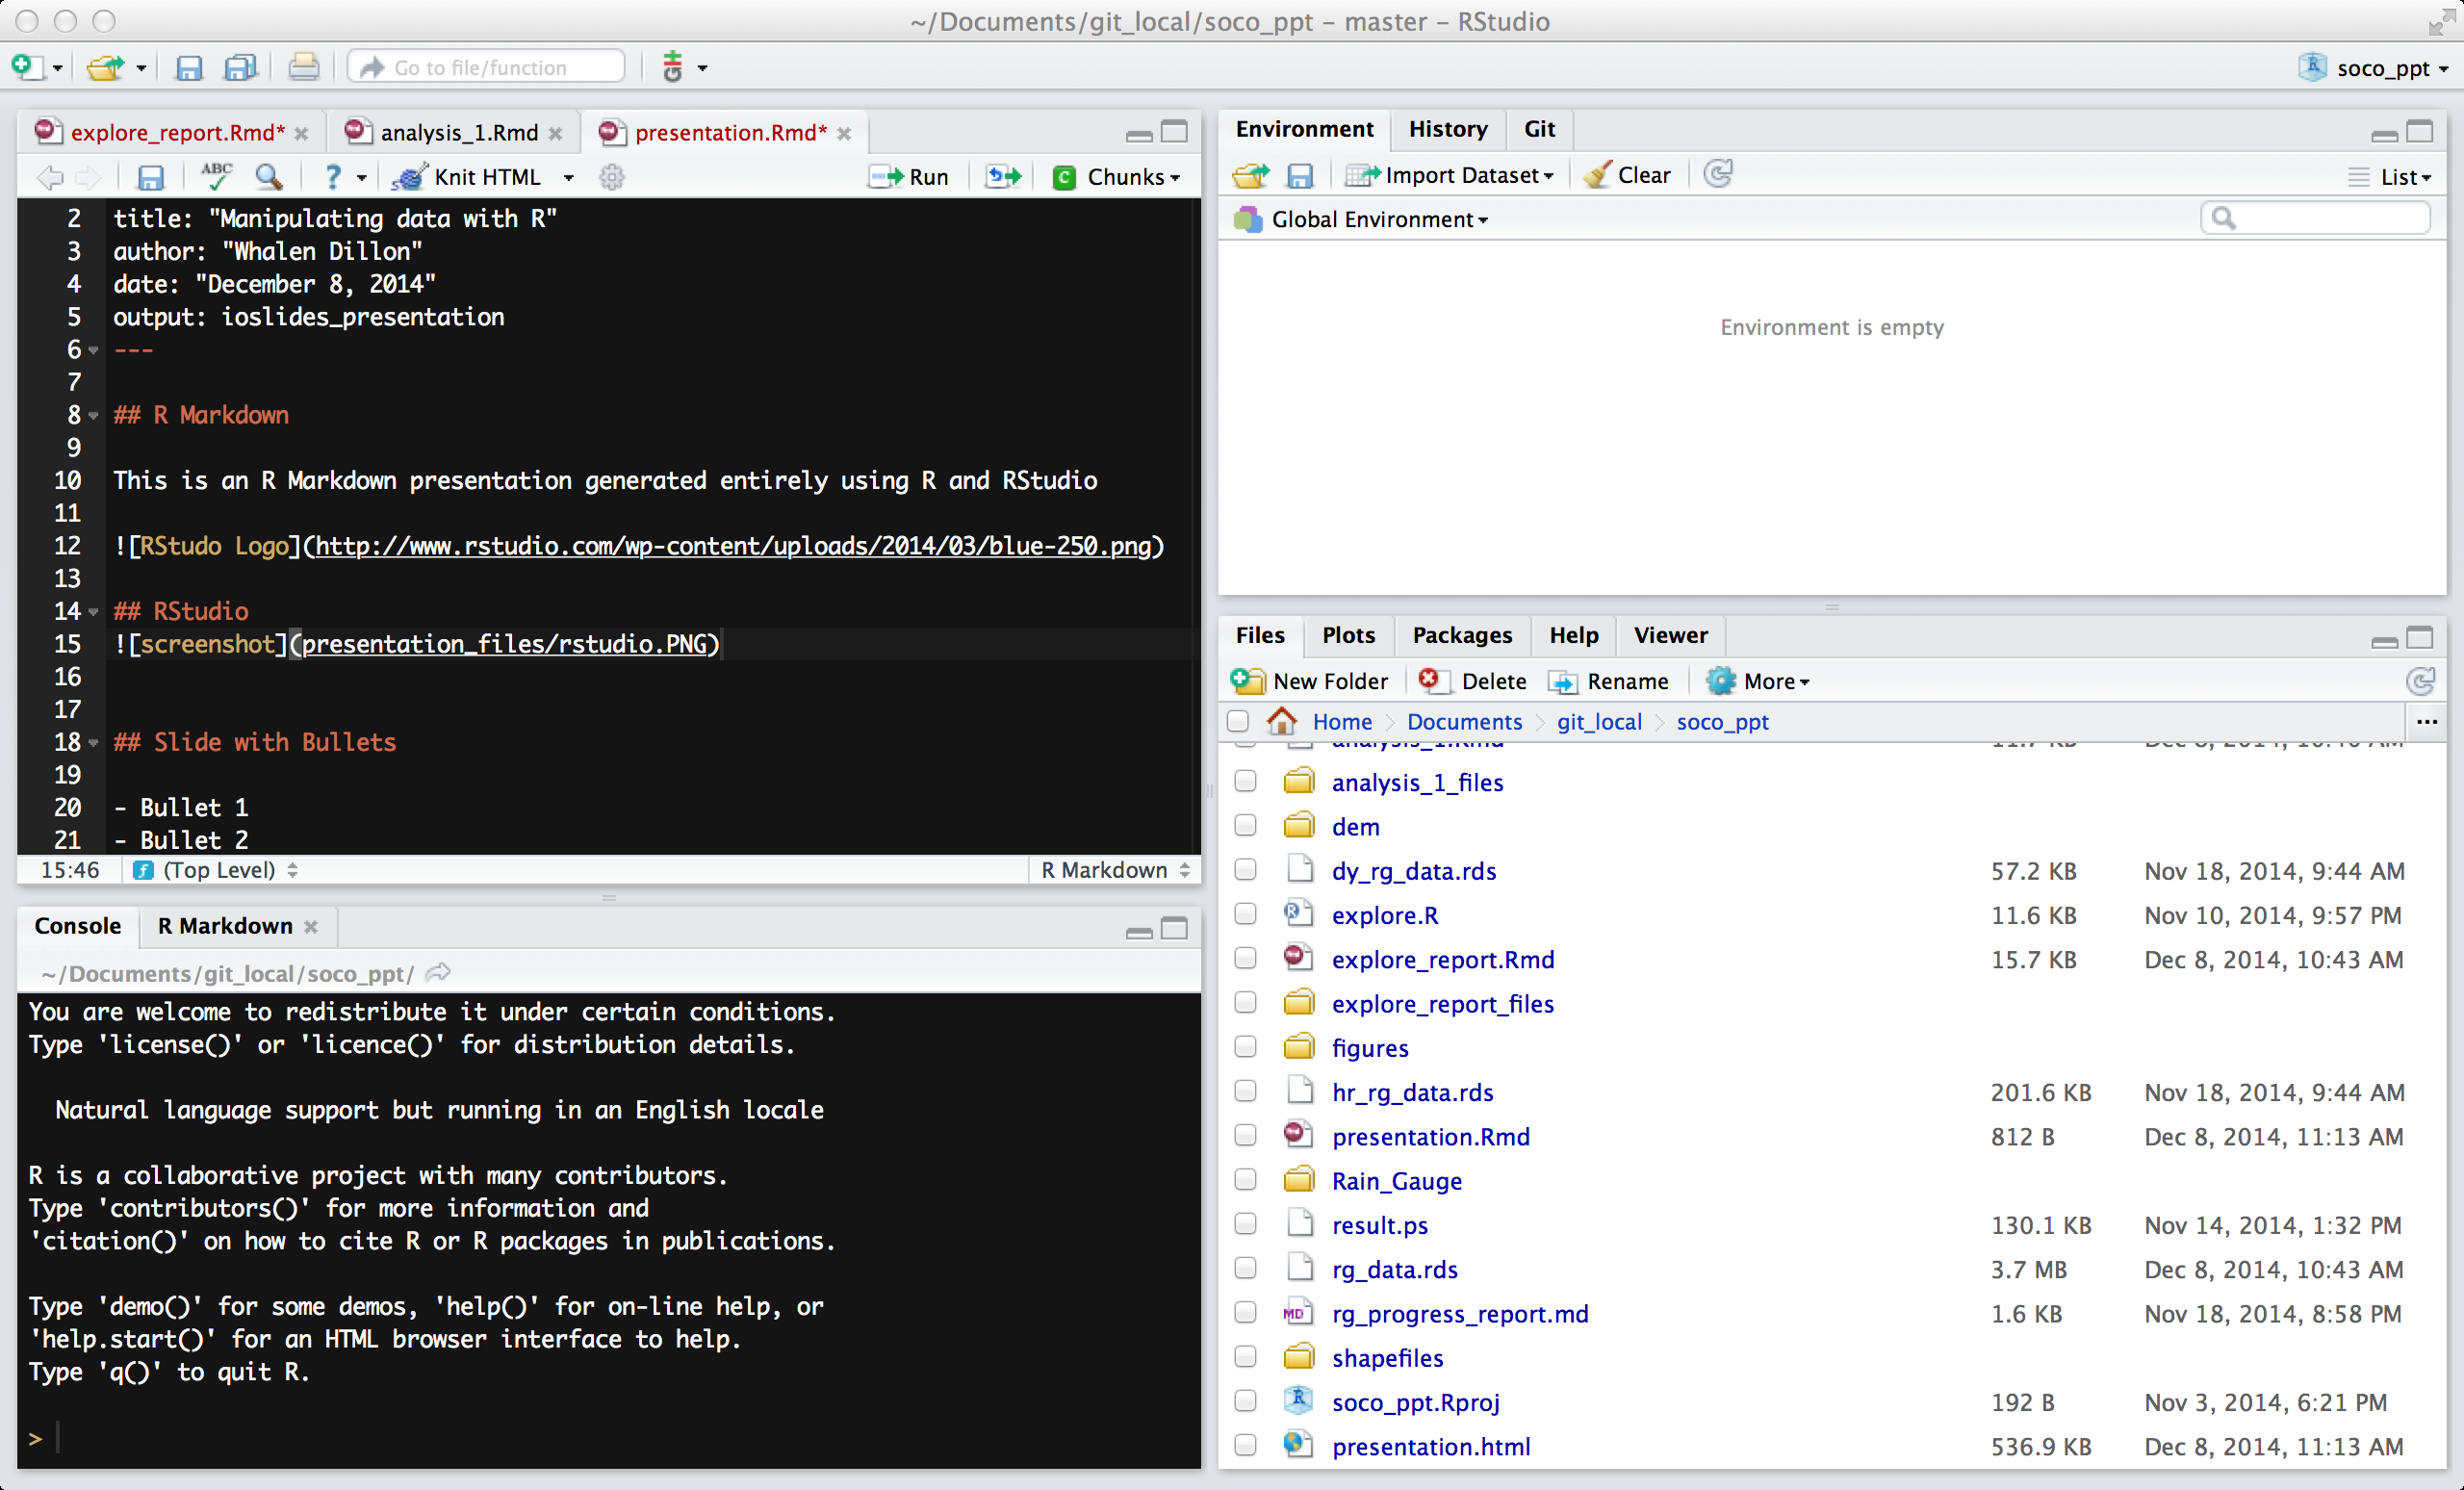 ~/Documents/git_local/soco_ppt - master - RStudio
Go to file/function
soco_ppt
explore_report.Rmd*
analysis_1.Rmd
presentation.Rmd*
ABC
?
Knit HTML
Run
C
Chunks
2 title: "Manipulating data with R"
3 author: "Whalen Dillon"
4 date: "December 8, 2014"
5 output: ioslides_presentation
6 ---
7
8 ## R Markdown
9
10 This is an R Markdown presentation generated entirely using R and RStudio
11
12 ![RStudo Logo](http://www.rstudio.com/wp-content/uploads/2014/03/blue-250.png)
13
14 ## RStudio
15 ![screenshot](presentation_files/rstudio.PNG)
16
17
18 ## Slide with Bullets
19
20 - Bullet 1
21 - Bullet 2
15:46 (Top Level) R Markdown
Console R Markdown
~/Documents/git_local/soco_ppt/
You are welcome to redistribute it under certain conditions.
Type 'license()' or 'licence()' for distribution details.
Natural language support but running in an English locale
R is a collaborative project with many contributors.
Type 'contributors()' for more information and
'citation()' on how to cite R or R packages in publications.
Type 'demo()' for some demos, 'help()' for on-line help, or
'help.start()' for an HTML browser interface to help.
Type 'q()' to quit R.
>
Environment History Git
Import Dataset Clear List
Global Environment
Environment is empty
Files Plots Packages Help Viewer
New Folder Delete Rename More
Home Documents git_local soco_ppt ...
analysis_1.Rmd
analysis_1_files
dem
dy_rg_data.rds 57.2 KB Nov 18, 2014, 9:44 AM
explore.R 11.6 KB Nov 10, 2014, 9:57 PM
explore_report.Rmd 15.7 KB Dec 8, 2014, 10:43 AM
explore_report_files
figures
hr_rg_data.rds 201.6 KB Nov 18, 2014, 9:44 AM
presentation.Rmd 812 B Dec 8, 2014, 11:13 AM
Rain_Gauge
result.ps 130.1 KB Nov 14, 2014, 1:32 PM
rg_data.rds 3.7 MB Dec 8, 2014, 10:43 AM
MD rg_progress_report.md 1.6 KB Nov 18, 2014, 8:58 PM
shapefiles
soco_ppt.Rproj 192 B Nov 3, 2014, 6:21 PM
presentation.html 536.9 KB Dec 8, 2014, 11:13 AM